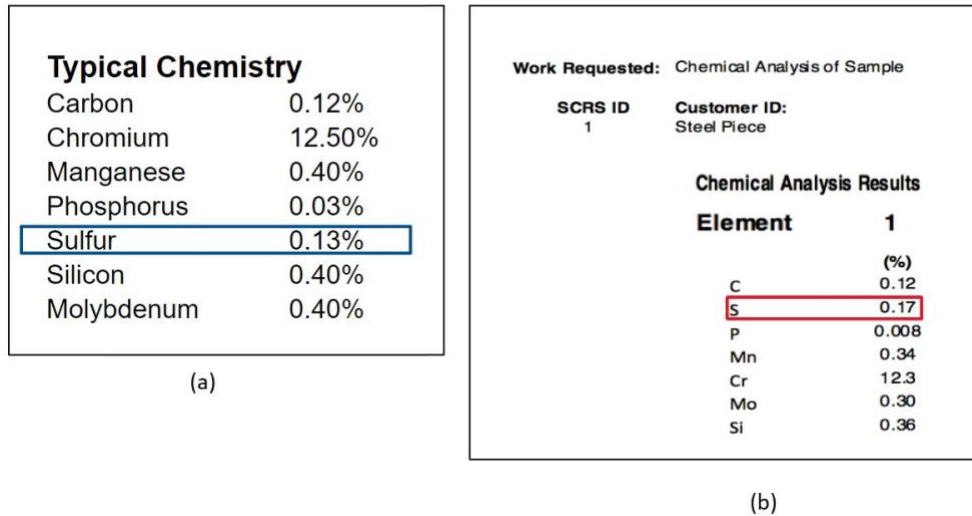 Typical Chemistry
Carbon 0.12%
Chromium 12.50%
Manganese 0.40%
Phosphorus 0.03%
Sulfur 0.13%
Silicon 0.40%
Molybdenum 0.40%
(a)
Work Requested: Chemical Analysis of Sample
SCRS ID Customer ID:
1 Steel Piece
Chemical Analysis Results
Element 1
(%)
C 0.12
S 0.17
P 0.008
Mn 0.34
Cr 12.3
Mo 0.30
Si 0.36
(b)